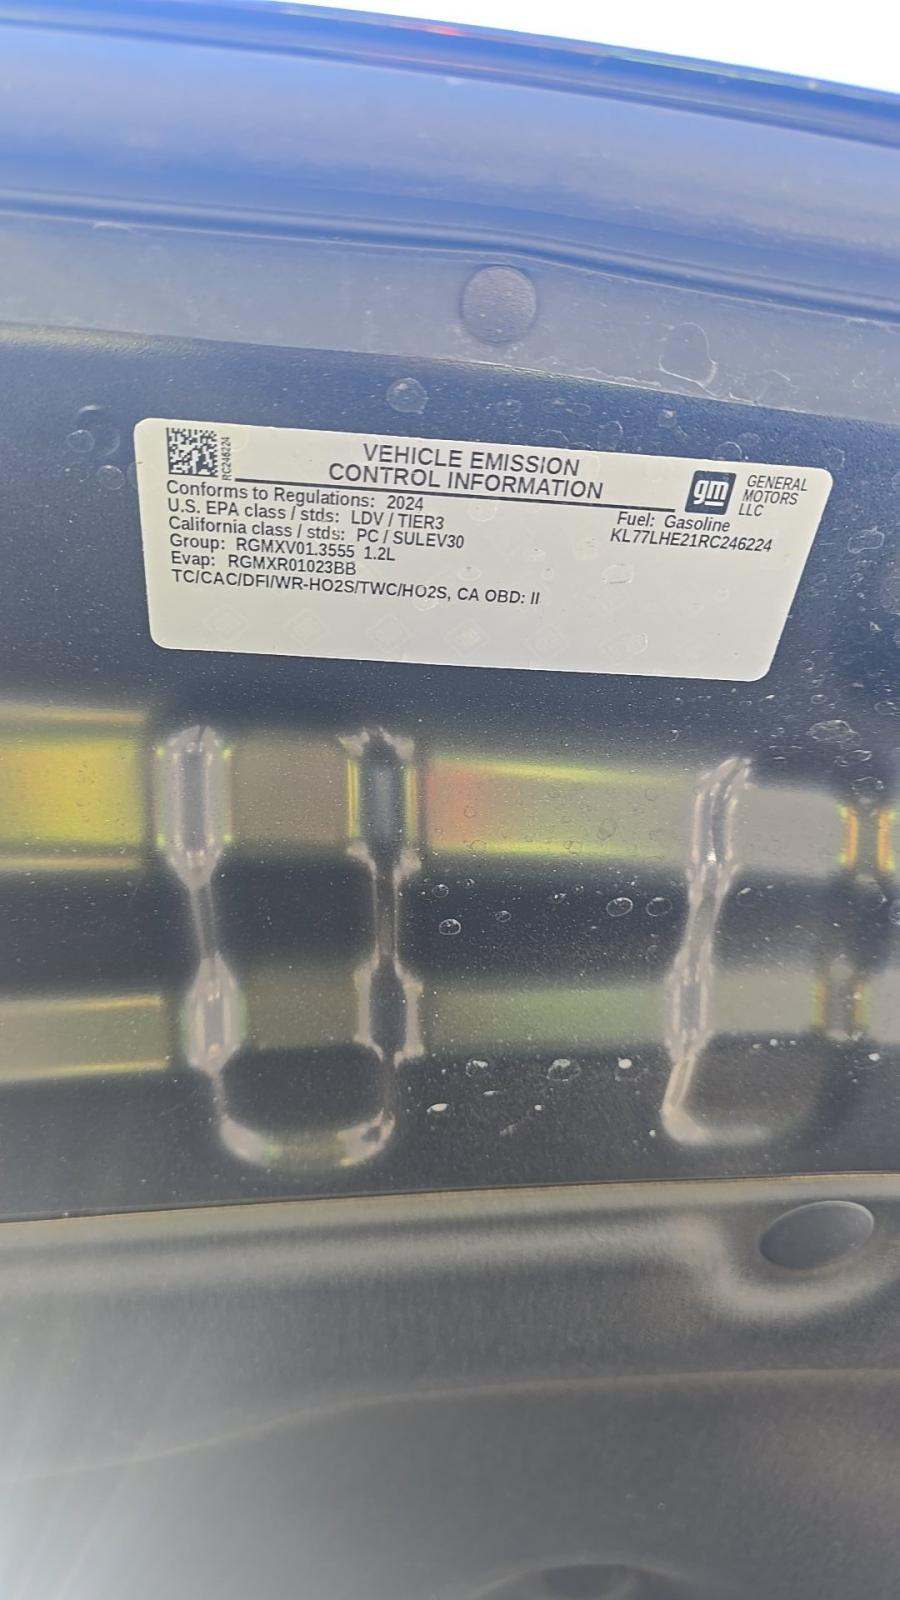 RC246224
VEHICLE EMISSION
CONTROL INFORMATION
gm GENERAL
MOTORS
LLC
Conforms to Regulations: 2024
U.S. EPA class / stds: LDV / TIER3
California class / stds: PC / SULEV30
Group: RGMXV01.3555 1.2L
Evap: RGMXR01023BB
TC/CAC/DFI/WR-HO2S/TWC/HO2S, CA OBD: II
Fuel: Gasoline
KL77LHE21RC246224